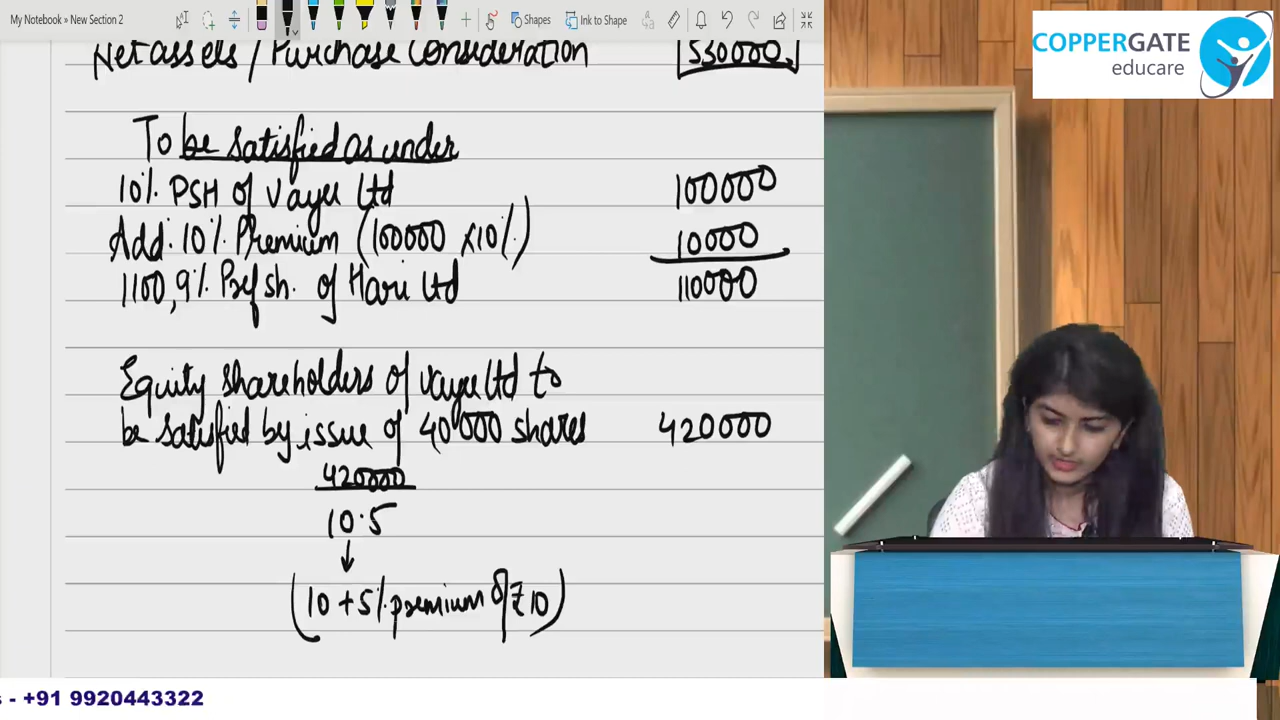 My Notebook » New Section 2
Shapes
Ink to Shape
COPPERGATE
educare
Net assets / Purchase Consideration 530000
To be satisfied as under
10% PSH of Vayu Ltd 100000
Add: 10% Premium (100000 x10%) 10000
1100, 9% Pref sh. of Hari Ltd 110000
Equity shareholders of Vayu Ltd to
be satisfied by issue of 40000 shares 420000
420000
10.5
(10 + 5% premium of ₹10)
s - +91 9920443322